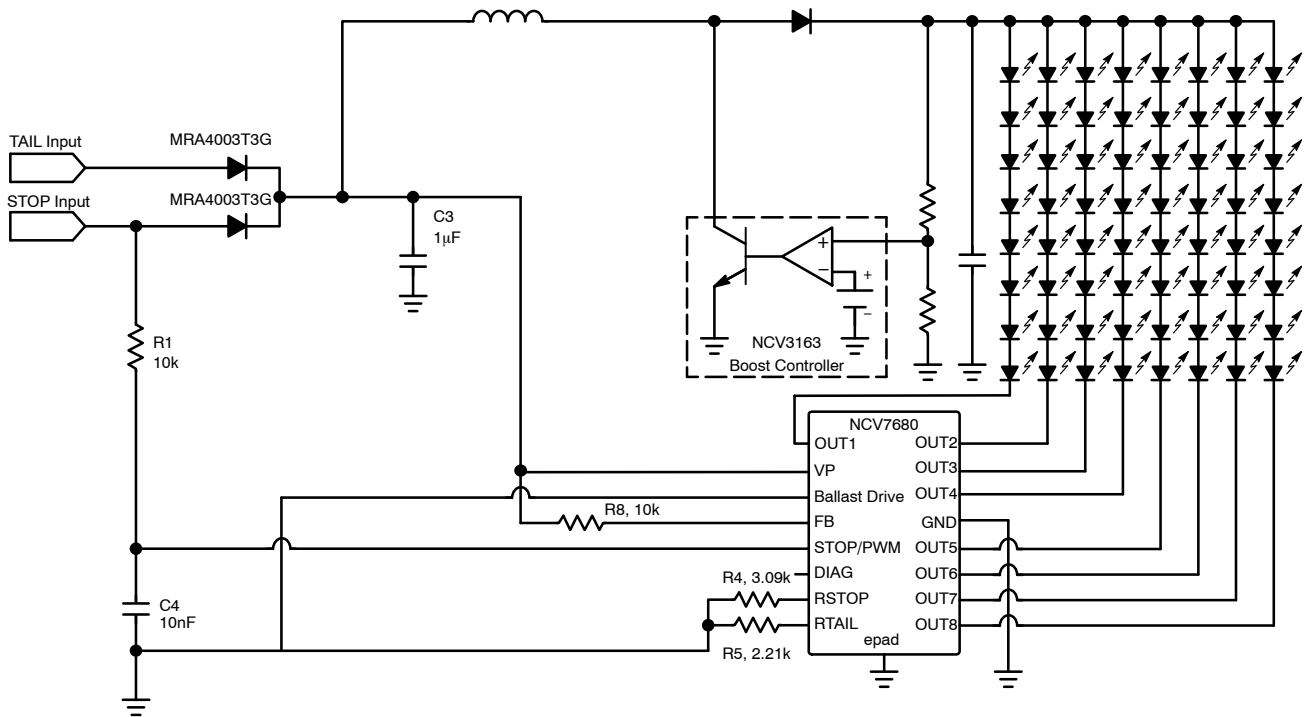 TAIL Input
MRA4003T3G
STOP Input
MRA4003T3G
C3
1µF
+
−
+
−
NCV3163
Boost Controller
R1
10k
NCV7680
OUT1
OUT2
VP
OUT3
Ballast Drive
OUT4
R8, 10k
FB
GND
STOP/PWM
OUT5
R4, 3.09k
DIAG
OUT6
RSTOP
OUT7
C4
10nF
RTAIL
OUT8
epad
R5, 2.21k